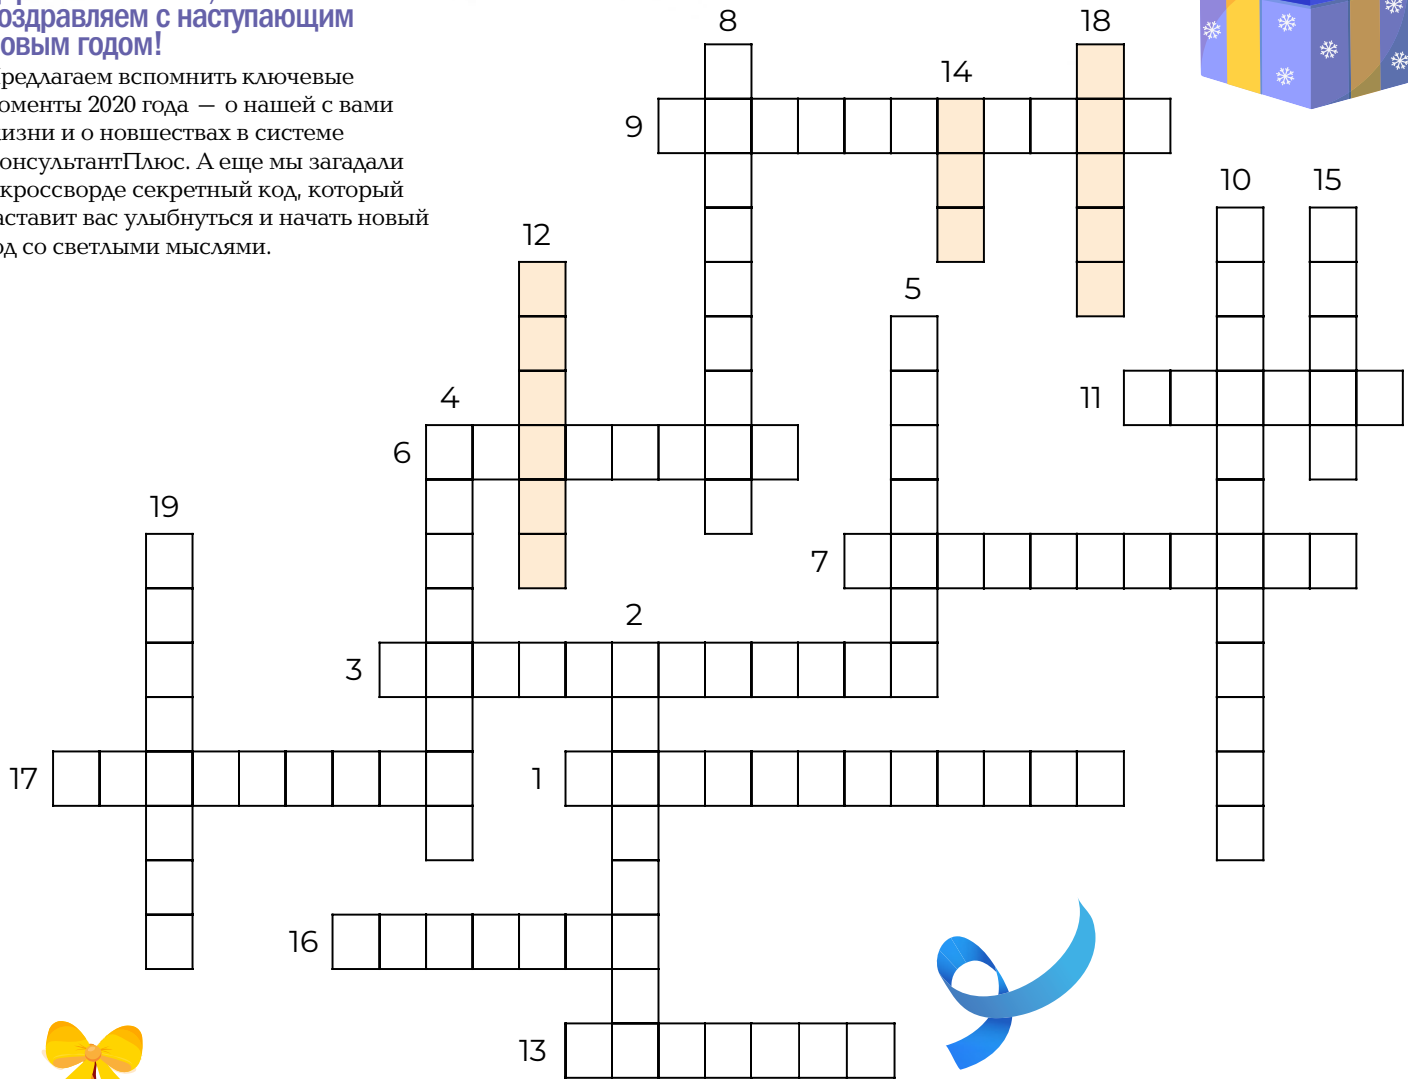 оздравляем с наступающим
овым годом!
редлагаем вспомнить ключевые
оменты 2020 года – о нашей с вами
изни и о новшествах в системе
онсультантПлюс. А еще мы загадали
кроссворде секретный код, который
аставит вас улыбнуться и начать новый
од со светлыми мыслями.
8
18
14
9
10
15
12
5
4
11
6
19
7
2
3
17
1
16
13